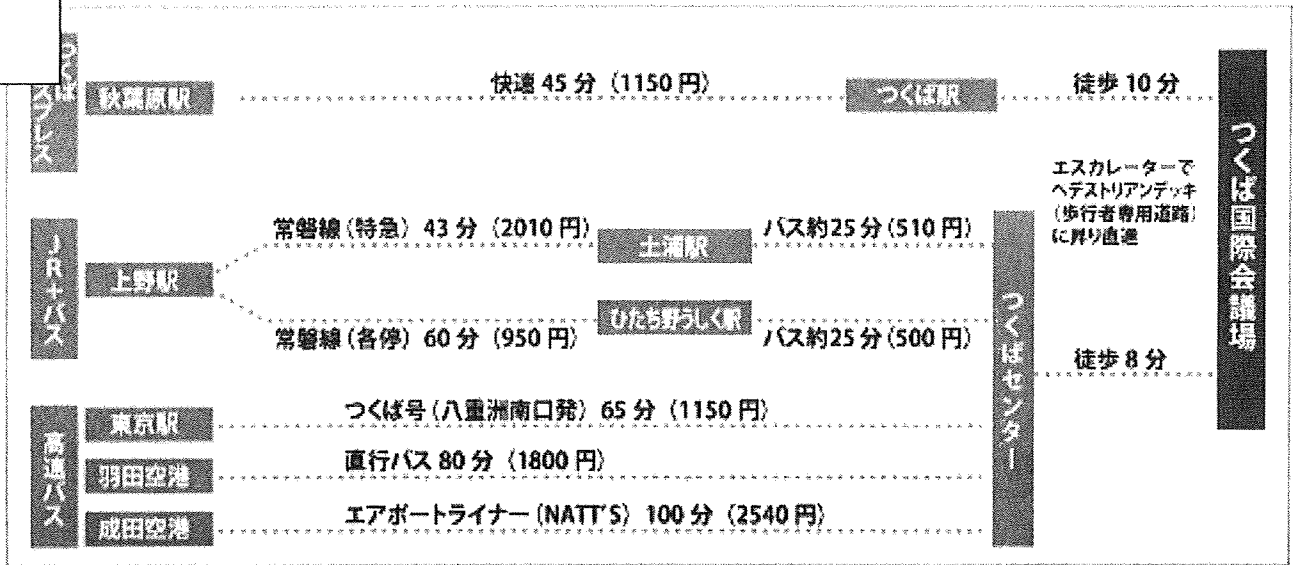 つくば
スプレス
秋葉原駅
快速 45 分（1150 円）
つくば駅
徒歩 10 分
つくば国際会議場
エスカレーターで
ペデストリアンデッキ
（歩行者専用道路）
に昇り直進
JR＋バス
上野駅
常磐線（特急）43 分（2010 円）
土浦駅
バス約25 分（510 円）
常磐線（各停）60 分（950 円）
ひたち野うしく駅
バス約25 分（500 円）
つくばセンター
徒歩 8 分
高速バス
東京駅
つくば号（八重洲南口発）65 分（1150 円）
羽田空港
直行バス 80 分（1800 円）
成田空港
エアポートライナー（NATT'S）100 分（2540 円）